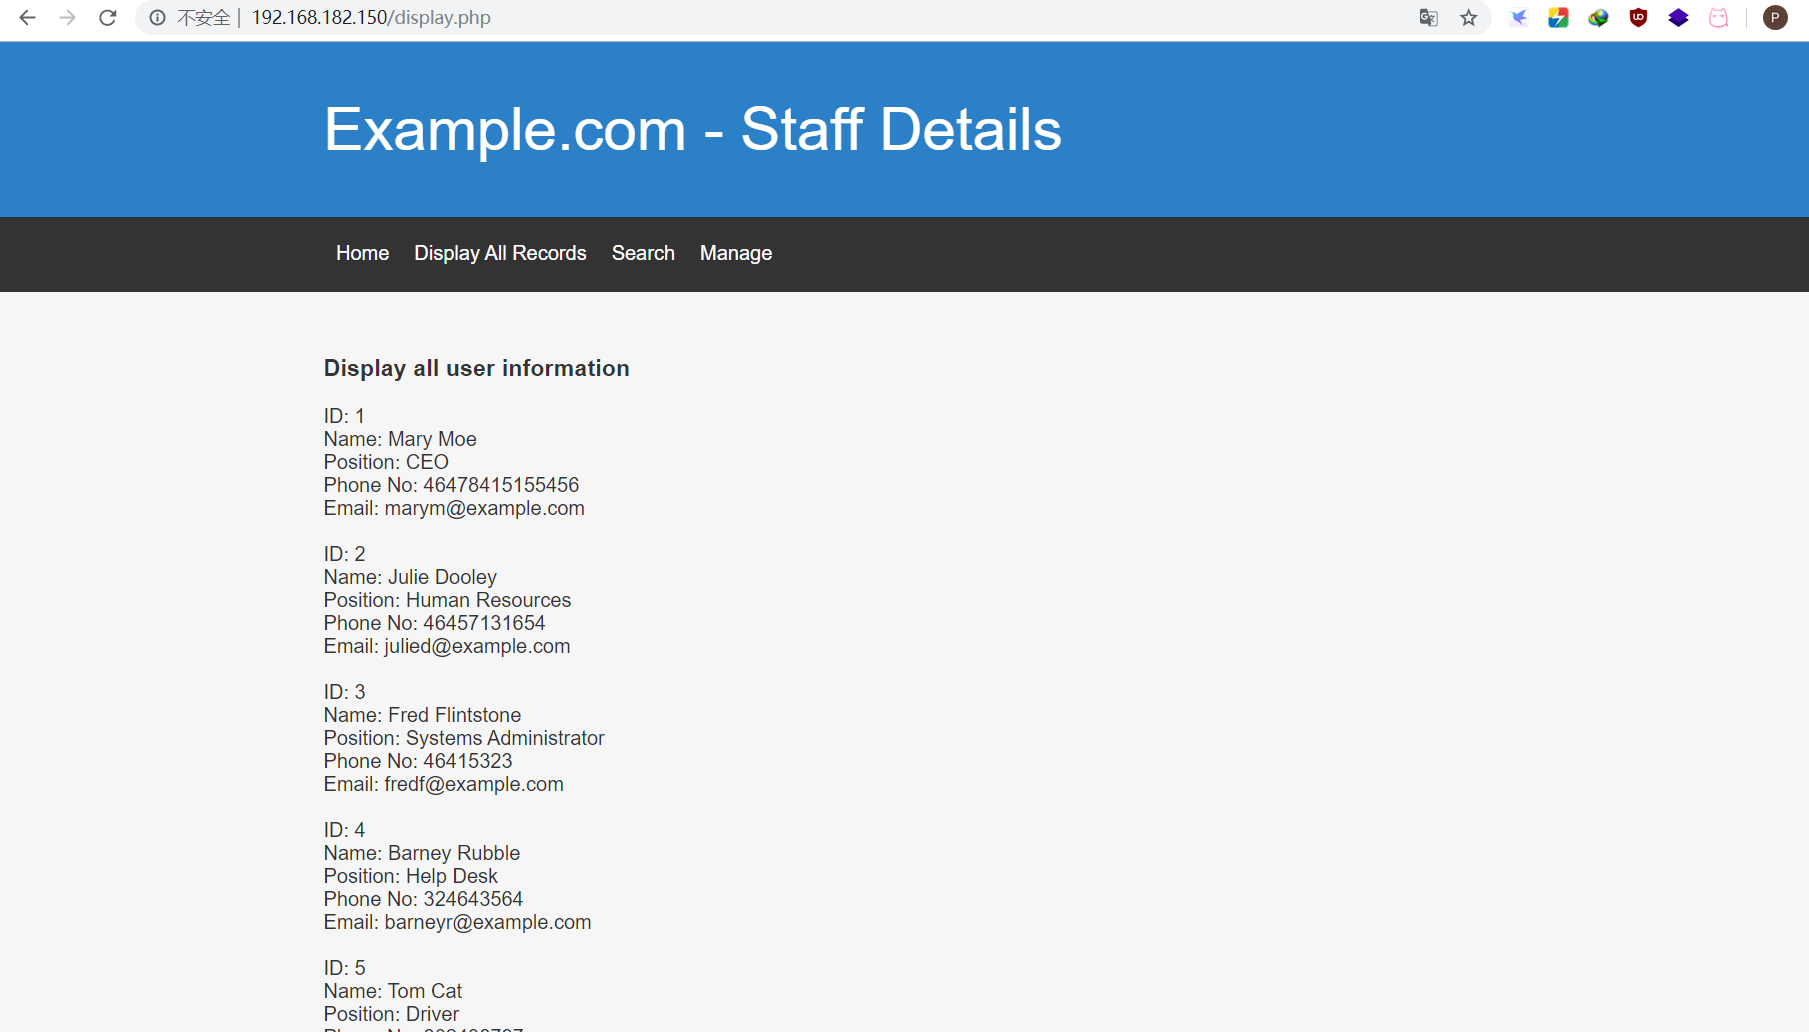 不安全 | 192.168.182.150/display.php
P
Example.com - Staff Details
Home Display All Records Search Manage
Display all user information
ID: 1
Name: Mary Moe
Position: CEO
Phone No: 46478415155456
Email: marym@example.com
ID: 2
Name: Julie Dooley
Position: Human Resources
Phone No: 46457131654
Email: julied@example.com
ID: 3
Name: Fred Flintstone
Position: Systems Administrator
Phone No: 46415323
Email: fredf@example.com
ID: 4
Name: Barney Rubble
Position: Help Desk
Phone No: 324643564
Email: barneyr@example.com
ID: 5
Name: Tom Cat
Position: Driver
Phone No: